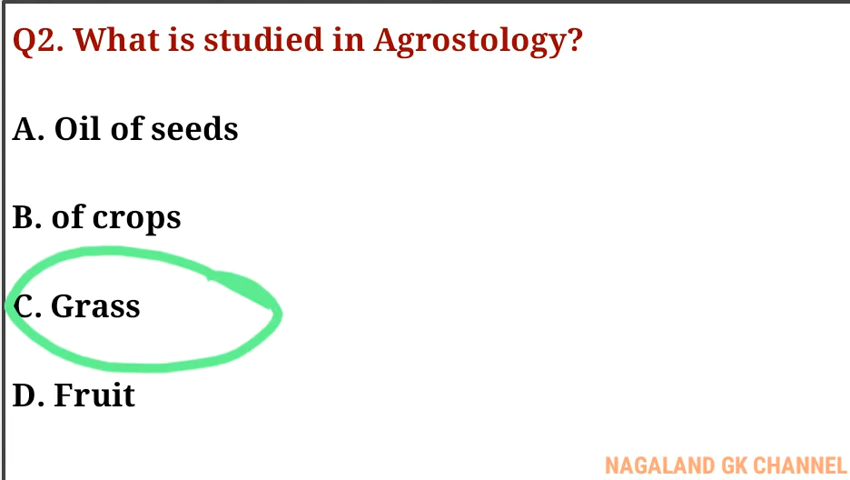 Q2. What is studied in Agrostology?
A. Oil of seeds
B. of crops
C. Grass
D. Fruit
NAGALAND GK CHANNEL